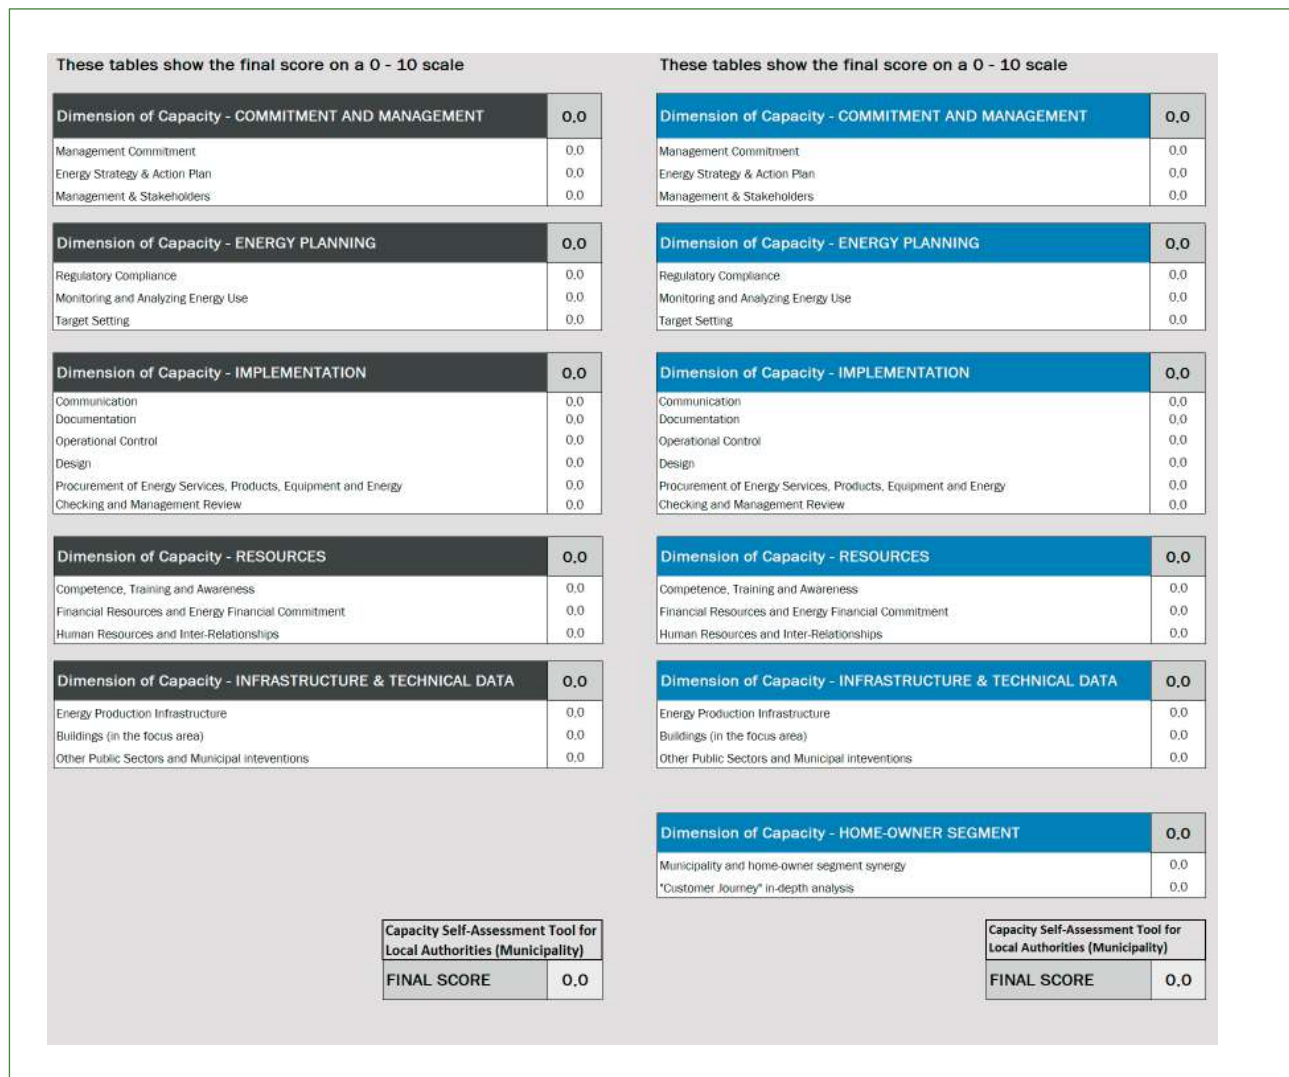 These tables show the final score on a 0 - 10 scale
Dimension of Capacity - COMMITMENT AND MANAGEMENT 0,0
Management Commitment 0,0
Energy Strategy & Action Plan 0,0
Management & Stakeholders 0,0
Dimension of Capacity - ENERGY PLANNING 0,0
Regulatory Compliance 0,0
Monitoring and Analyzing Energy Use 0,0
Target Setting 0,0
Dimension of Capacity - IMPLEMENTATION 0,0
Communication 0,0
Documentation 0,0
Operational Control 0,0
Design 0,0
Procurement of Energy Services, Products, Equipment and Energy 0,0
Checking and Management Review 0,0
Dimension of Capacity - RESOURCES 0,0
Competence, Training and Awareness 0,0
Financial Resources and Energy Financial Commitment 0,0
Human Resources and Inter-Relationships 0,0
Dimension of Capacity - INFRASTRUCTURE & TECHNICAL DATA 0,0
Energy Production Infrastructure 0,0
Buildings (in the focus area) 0,0
Other Public Sectors and Municipal inteventions 0,0
Capacity Self-Assessment Tool for
Local Authorities (Municipality)
FINAL SCORE 0,0
These tables show the final score on a 0 - 10 scale
Dimension of Capacity - COMMITMENT AND MANAGEMENT 0,0
Management Commitment 0,0
Energy Strategy & Action Plan 0,0
Management & Stakeholders 0,0
Dimension of Capacity - ENERGY PLANNING 0,0
Regulatory Compliance 0,0
Monitoring and Analyzing Energy Use 0,0
Target Setting 0,0
Dimension of Capacity - IMPLEMENTATION 0,0
Communication 0,0
Documentation 0,0
Operational Control 0,0
Design 0,0
Procurement of Energy Services, Products, Equipment and Energy 0,0
Checking and Management Review 0,0
Dimension of Capacity - RESOURCES 0,0
Competence, Training and Awareness 0,0
Financial Resources and Energy Financial Commitment 0,0
Human Resources and Inter-Relationships 0,0
Dimension of Capacity - INFRASTRUCTURE & TECHNICAL DATA 0,0
Energy Production Infrastructure 0,0
Buildings (in the focus area) 0,0
Other Public Sectors and Municipal inteventions 0,0
Dimension of Capacity - HOME-OWNER SEGMENT 0,0
Municipality and home-owner segment synergy 0,0
"Customer Journey" in-depth analysis 0,0
Capacity Self-Assessment Tool for
Local Authorities (Municipality)
FINAL SCORE 0,0